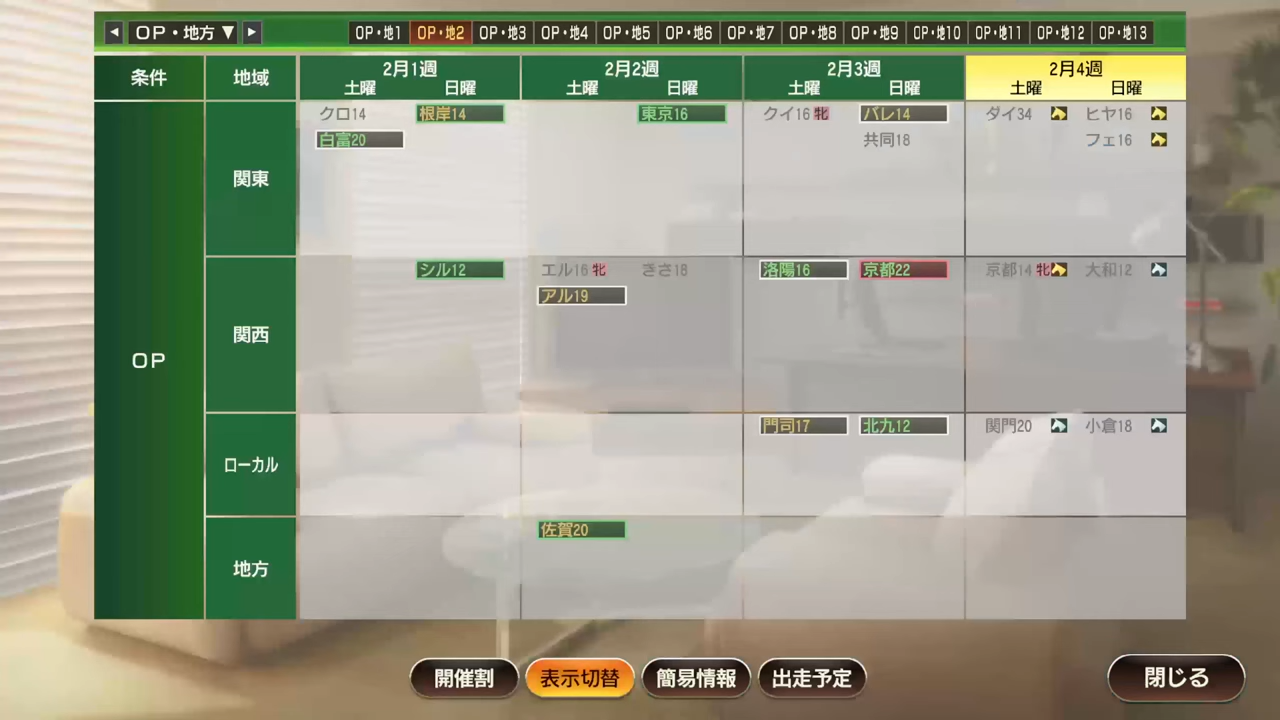 ◀ OP・地方▼ ▶ OP・地1 OP・地2 OP・地3 OP・地4 OP・地5 OP・地6 OP・地7 OP・地8 OP・地9 OP・地10 OP・地11 OP・地12 OP・地13
条件 地域 2月1週 2月2週 2月3週 2月4週
土曜 日曜 土曜 日曜 土曜 日曜 土曜 日曜
OP
関東
クロ14 根岸14 東京16 クイ16 牝 バレ14 ダイ34 ヒヤ16
白富20 共同18 フェ16
関西
シル12 エル16 牝 きさ18 洛陽16 京都22 京都14 牝 大和12
アル19
ローカル
門司17 北九12 関門20 小倉18
地方
佐賀20
開催割 表示切替 簡易情報 出走予定 閉じる